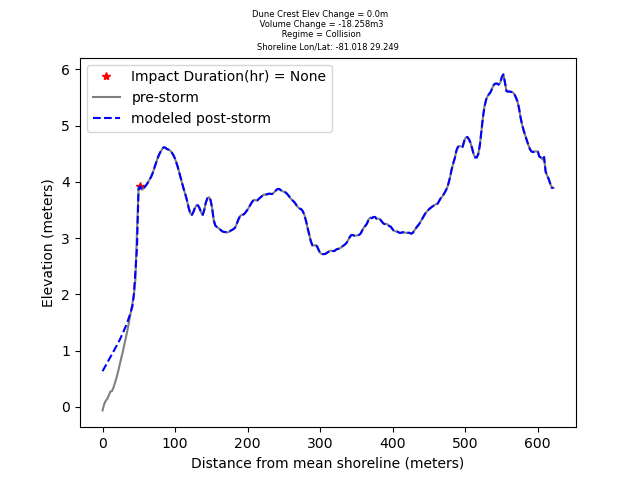 Dune Crest Elev Change = 0.0m
Volume Change = -18.258m3
Regime = Collision
Shoreline Lon/Lat: -81.018 29.249
Impact Duration(hr) = None
pre-storm
modeled post-storm
Elevation (meters)
6
5
4
3
2
1
0
0 100 200 300 400 500 600
Distance from mean shoreline (meters)